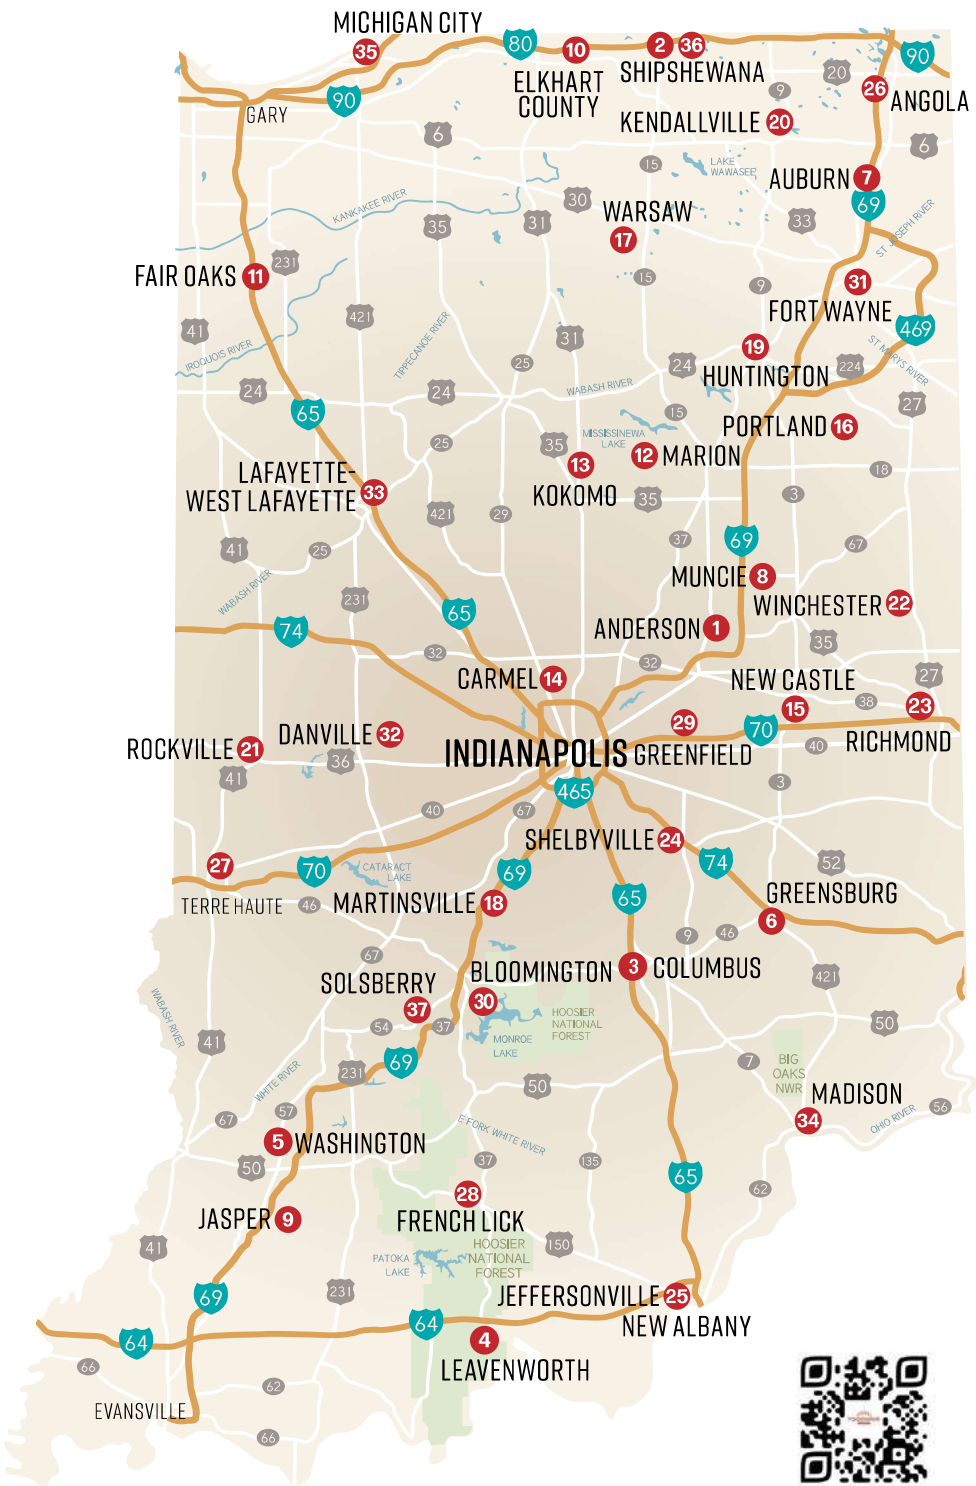 MICHIGAN CITY
35
80
10
2
36
90
ELKHART
COUNTY
SHIPSHEWANA
20
26
ANGOLA
90
GARY
9
KENDALLVILLE
20
6
6
15
LAKE
WAWASEE
AUBURN
7
69
KANKAKEE RIVER
30
WARSAW
17
35
31
33
ST JOSEPH RIVER
231
FAIR OAKS
11
15
9
31
FORT WAYNE
421
41
IROQUOIS RIVER
TIPPECANOE RIVER
31
469
19
HUNTINGTON
ST MARYS RIVER
25
24
224
24
24
WABASH RIVER
65
15
27
MISSISSINEWA
LAKE
PORTLAND
16
25
35
12
MARION
13
KOKOMO
18
LAFAYETTE-
WEST LAFAYETTE
33
35
3
421
29
41
25
37
69
67
WABASH RIVER
231
MUNCIE
8
65
WINCHESTER
22
74
ANDERSON
1
35
32
32
CARMEL
14
NEW CASTLE
27
15
38
23
29
70
RICHMOND
DANVILLE
32
ROCKVILLE
21
INDIANAPOLIS
GREENFIELD
40
36
41
3
465
40
67
SHELBYVILLE
24
27
70
CATARACT
LAKE
69
74
52
TERRE HAUTE
46
MARTINSVILLE
18
65
GREENSBURG
6
9
46
67
SOLSBERRY
BLOOMINGTON
3
COLUMBUS
421
WABASH RIVER
37
30
HOOSIER
NATIONAL
FOREST
54
37
50
41
MONROE
LAKE
69
7
BIG
OAKS
NWR
231
WHITE RIVER
50
MADISON
34
56
OHIO RIVER
67
57
E FORK WHITE RIVER
5
WASHINGTON
50
37
135
65
62
28
FRENCH LICK
JASPER
9
41
PATOKA
LAKE
HOOSIER
NATIONAL
FOREST
150
231
69
JEFFERSONVILLE
25
NEW ALBANY
64
64
4
LEAVENWORTH
66
62
EVANSVILLE
66